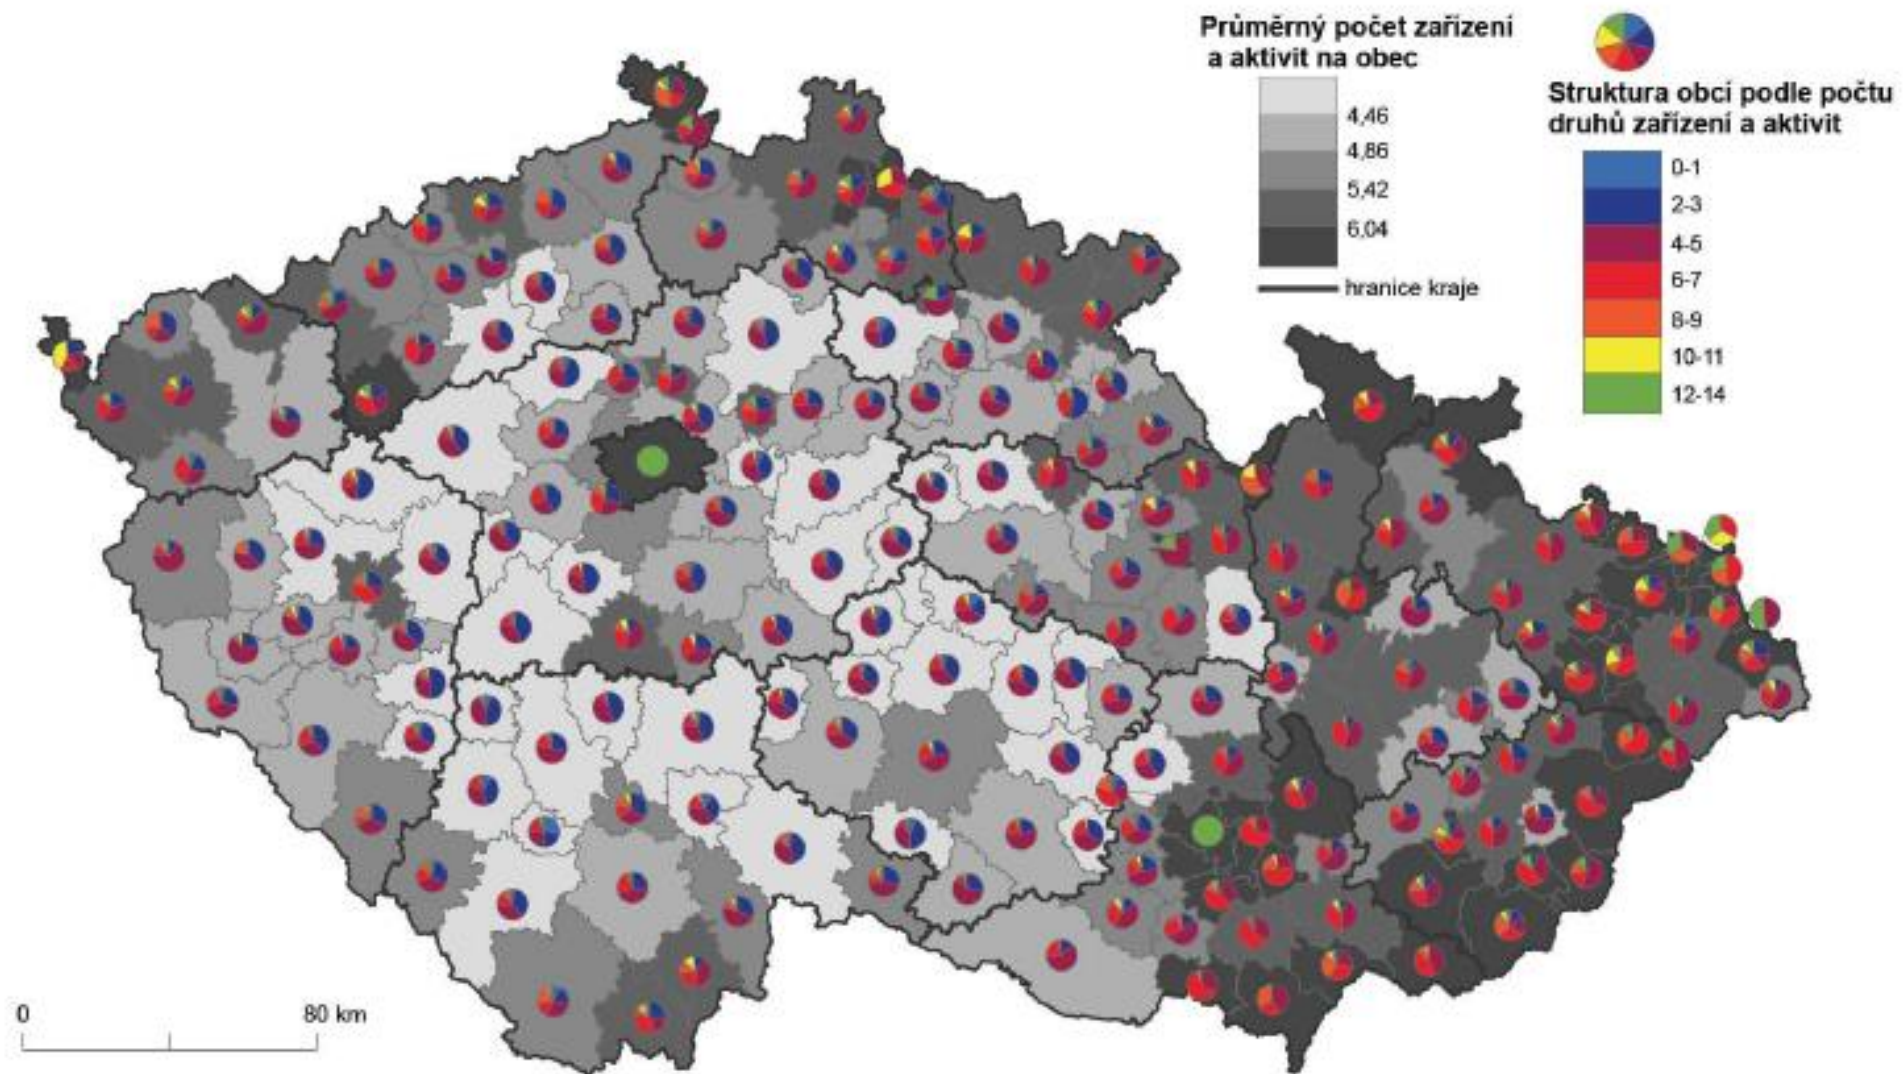 Průměrný počet zařízení
a aktivit na obec
4,46
4,86
5,42
6,04
hranice kraje
Struktura obcí podle počtu
druhů zařízení a aktivit
0-1
2-3
4-5
6-7
8-9
10-11
12-14
0
80 km